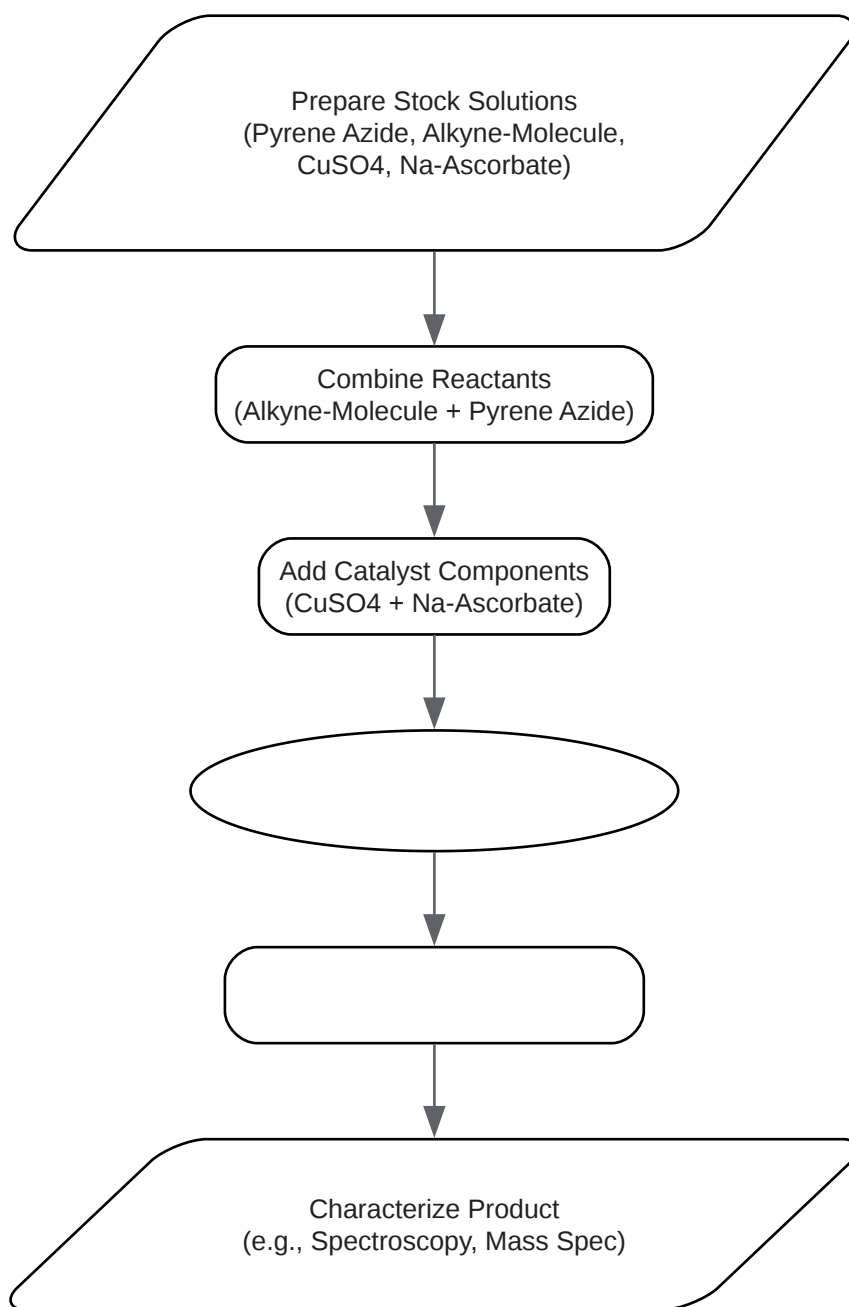 Prepare Stock Solutions
(Pyrene Azide, Alkyne-Molecule,
CuSO4, Na-Ascorbate)
Combine Reactants
(Alkyne-Molecule + Pyrene Azide)
Add Catalyst Components
(CuSO4 + Na-Ascorbate)
Characterize Product
(e.g., Spectroscopy, Mass Spec)